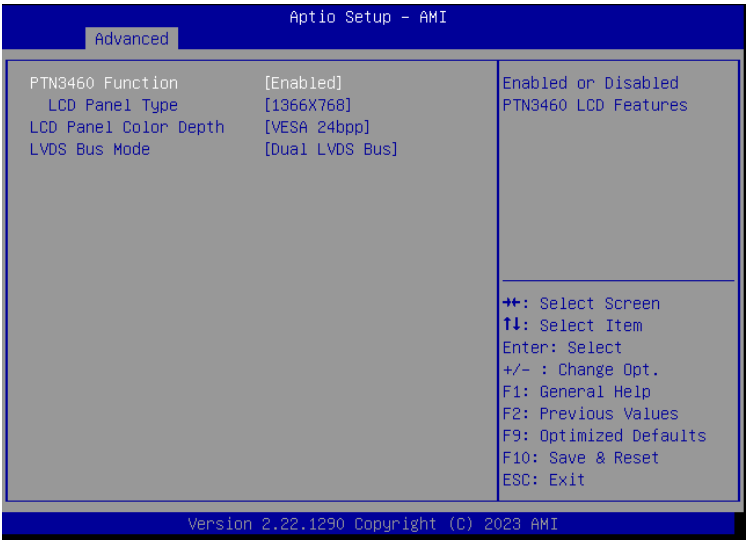 Aptio Setup – AMI
Advanced
PTN3460 Function [Enabled]
LCD Panel Type [1366X768]
LCD Panel Color Depth [VESA 24bpp]
LVDS Bus Mode [Dual LVDS Bus]
Enabled or Disabled
PTN3460 LCD Features
→←: Select Screen
↑↓: Select Item
Enter: Select
+/- : Change Opt.
F1: General Help
F2: Previous Values
F9: Optimized Defaults
F10: Save & Reset
ESC: Exit
Version 2.22.1290 Copyright (C) 2023 AMI